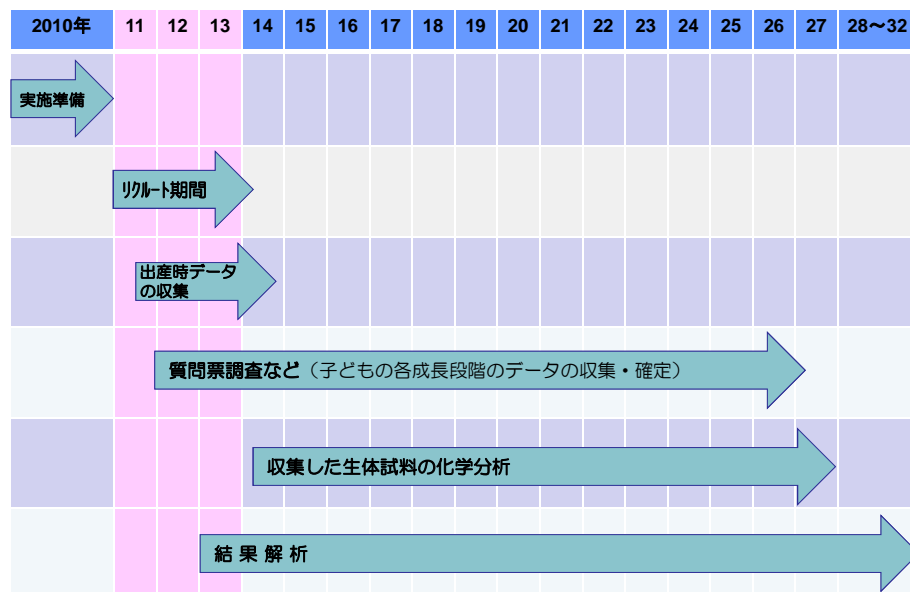 2010年 11 12 13 14 15 16 17 18 19 20 21 22 23 24 25 26 27 28～32
実施準備
ﾘｸﾙｰﾄ期間
出産時データ
の収集
質問票調査など（子どもの各成長段階のデータの収集・確定）
収集した生体試料の化学分析
結 果 解 析